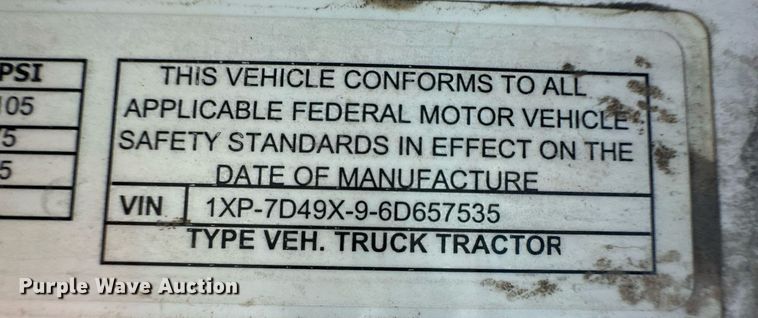 PSI
105
THIS VEHICLE CONFORMS TO ALL
APPLICABLE FEDERAL MOTOR VEHICLE
SAFETY STANDARDS IN EFFECT ON THE
DATE OF MANUFACTURE
VIN 1XP-7D49X-9-6D657535
TYPE VEH. TRUCK TRACTOR
Purple Wave Auction